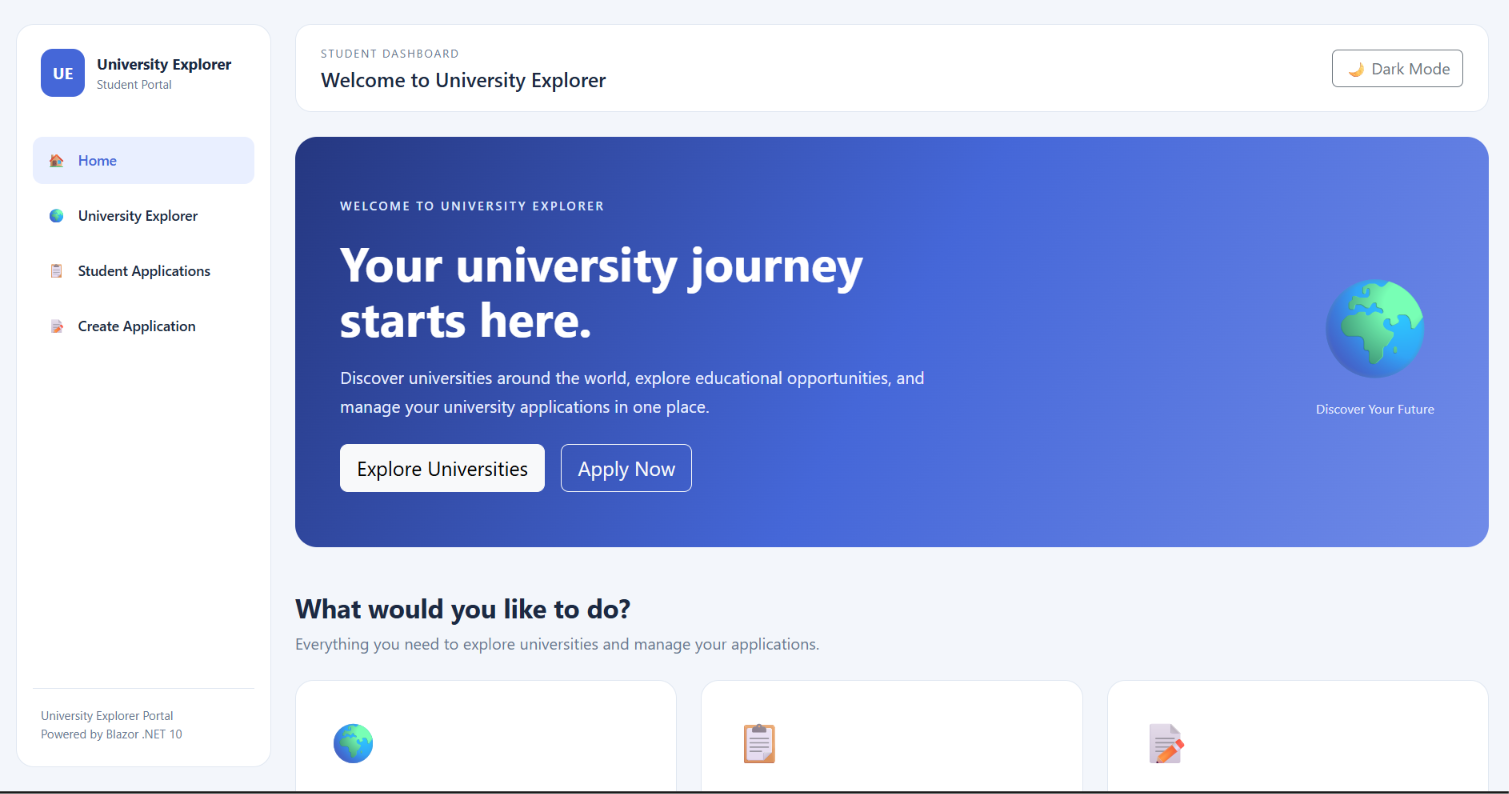 UE
University Explorer
Student Portal
Home
University Explorer
Student Applications
Create Application
University Explorer Portal
Powered by Blazor .NET 10
STUDENT DASHBOARD
Welcome to University Explorer
Dark Mode
WELCOME TO UNIVERSITY EXPLORER
Your university journey
starts here.
Discover universities around the world, explore educational opportunities, and
manage your university applications in one place.
Explore Universities
Apply Now
Discover Your Future
What would you like to do?
Everything you need to explore universities and manage your applications.